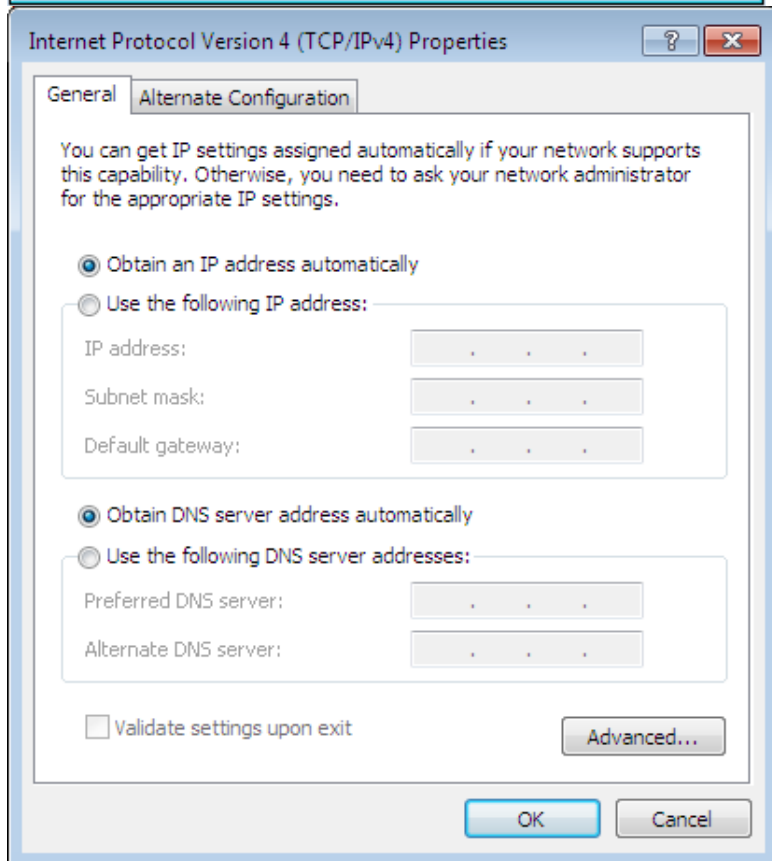 Internet Protocol Version 4 (TCP/IPv4) Properties
General
Alternate Configuration
You can get IP settings assigned automatically if your network supports
this capability. Otherwise, you need to ask your network administrator
for the appropriate IP settings.
Obtain an IP address automatically
Use the following IP address:
IP address:
Subnet mask:
Default gateway:
Obtain DNS server address automatically
Use the following DNS server addresses:
Preferred DNS server:
Alternate DNS server:
Validate settings upon exit
Advanced...
OK
Cancel